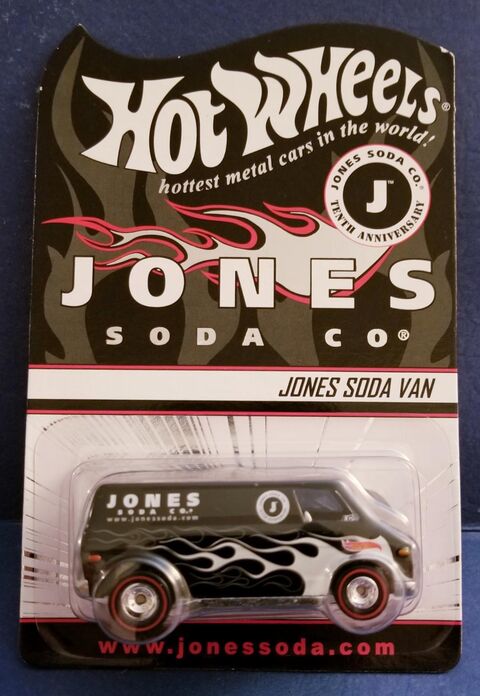 HOT WHEELS®
hottest metal cars in the world!
JONES SODA CO.®
J™
TENTH ANNIVERSARY
JONES
SODA CO®
JONES SODA VAN
JONES
SODA CO.®
www.jonessoda.com
J
www.jonessoda.com